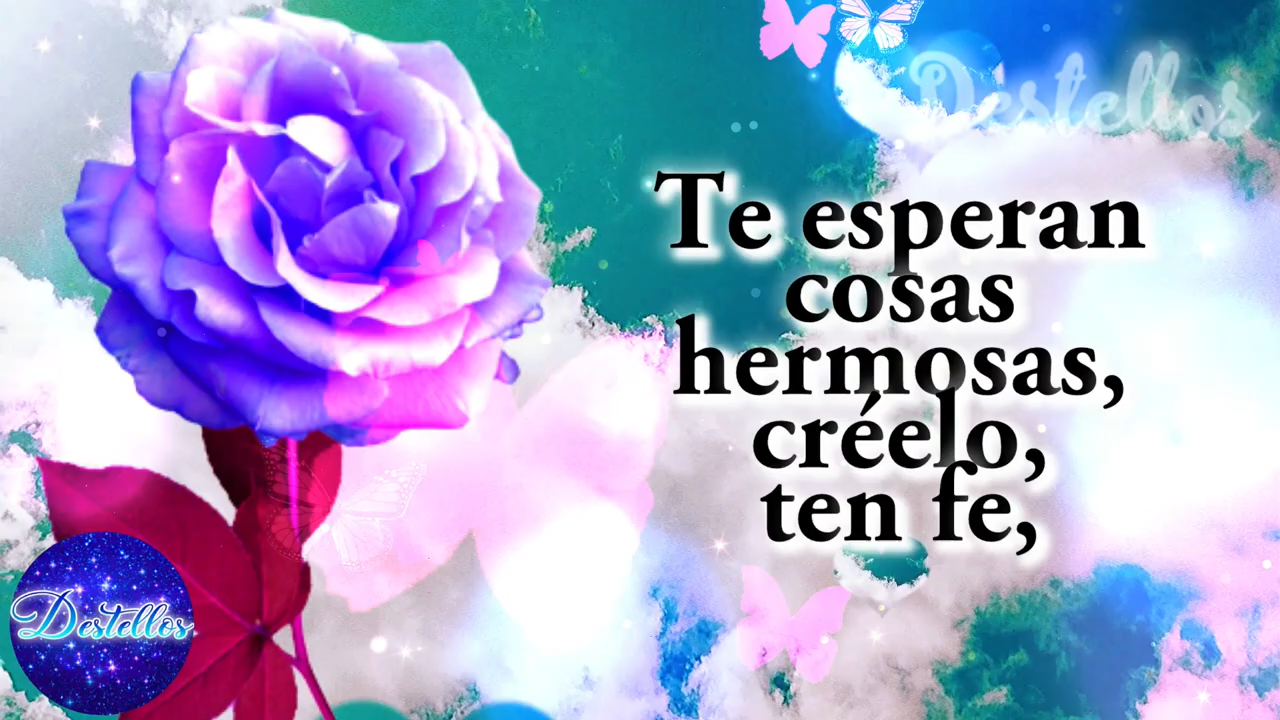 Destellos
Te esperan
cosas
hermosas,
créelo,
ten fe,
Destellos